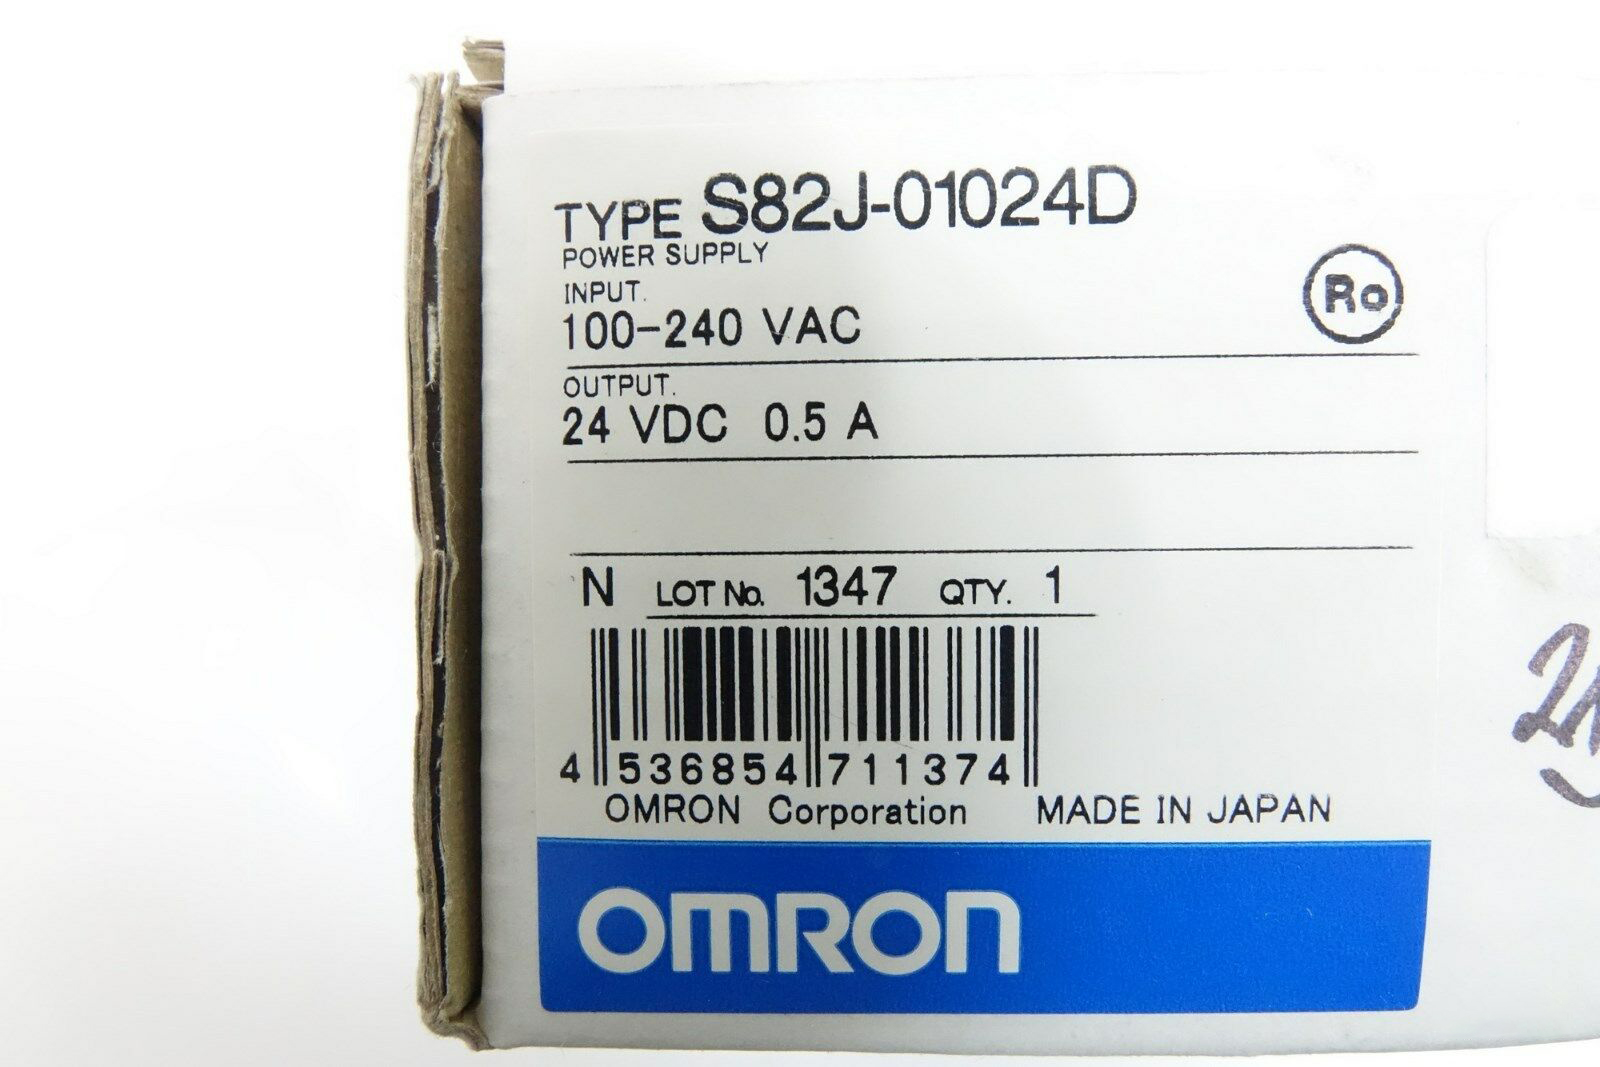 TYPE S82J-01024D
POWER SUPPLY
INPUT.
100-240 VAC
Ro
OUTPUT.
24 VDC 0.5 A
N LOT No. 1347 QTY. 1
4 536854 711374
OMRON Corporation MADE IN JAPAN
OMRON